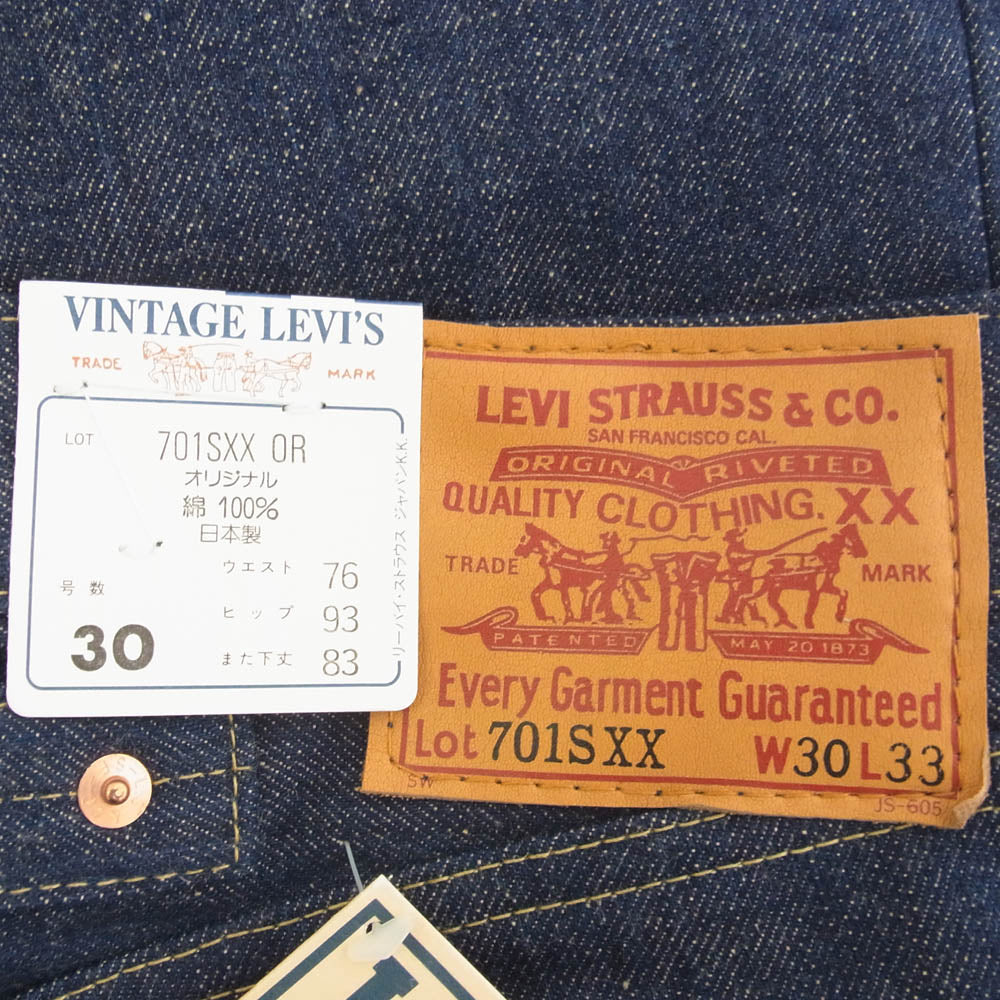 VINTAGE LEVI'S
TRADE MARK
LOT 701SXX OR
オリジナル
綿 100%
日本製
号数
30
ウエスト 76
ヒップ 93
また下丈 83
リーバイ・ストラウス ジャパンK.K.
LEVI STRAUSS & CO.
SAN FRANCISCO CAL.
ORIGINAL RIVETED
QUALITY CLOTHING. XX
TRADE MARK
PATENTED MAY 20 1873
Every Garment Guaranteed
Lot 701SXX W30 L33
SW JS-605